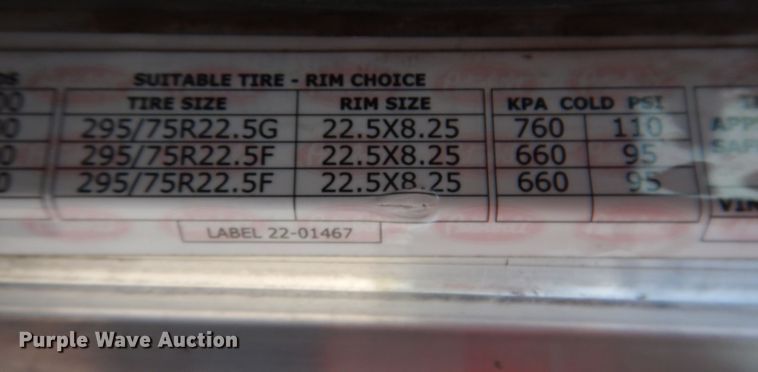 SUITABLE TIRE - RIM CHOICE
TIRE SIZE RIM SIZE KPA COLD PSI
295/75R22.5G 22.5X8.25 760 110
295/75R22.5F 22.5X8.25 660 95
295/75R22.5F 22.5X8.25 660 95
LABEL 22-01467
Purple Wave Auction